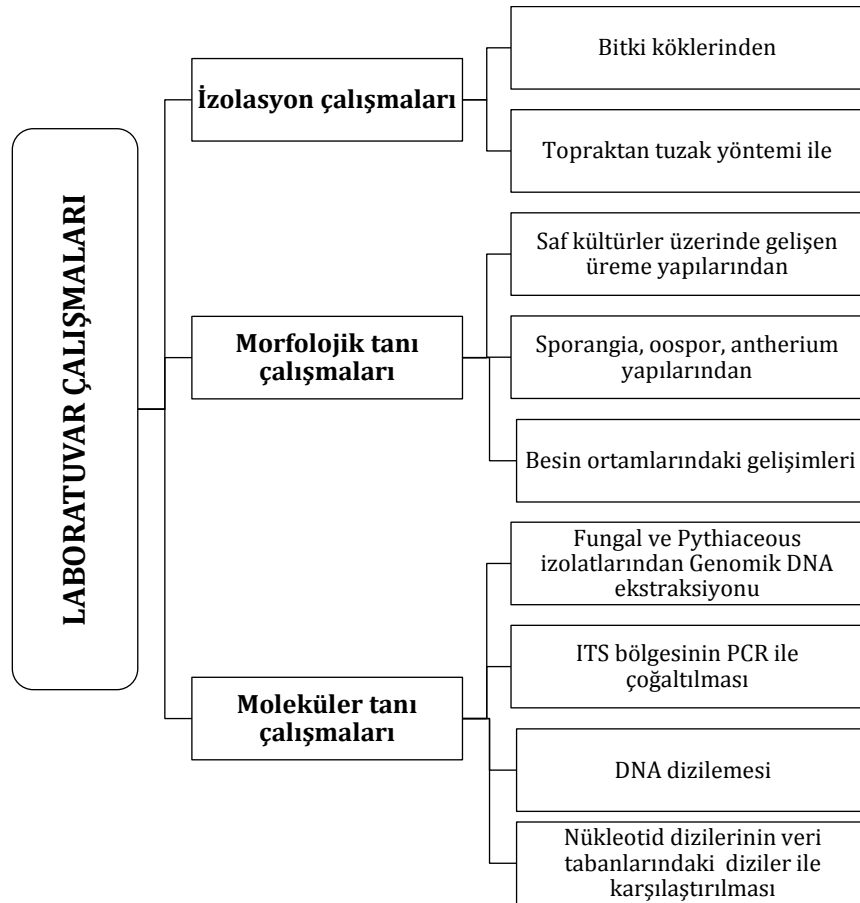 LABORATUVAR ÇALIŞMALARI
İzolasyon çalışmaları
Bitki köklerinden
Topraktan tuzak yöntemi ile
Morfolojik tanı
çalışmaları
Saf kültürler üzerinde gelişen
üreme yapılarından
Sporangia, oospor, antherium
yapılarından
Besin ortamlarındaki gelişimleri
Moleküler tanı
çalışmaları
Fungal ve Pythiaceous
izolatlarından Genomik DNA
ekstraksiyonu
ITS bölgesinin PCR ile
çoğaltılması
DNA dizilemesi
Nükleotid dizilerinin veri
tabanlarındaki  diziler ile
karşılaştırılması